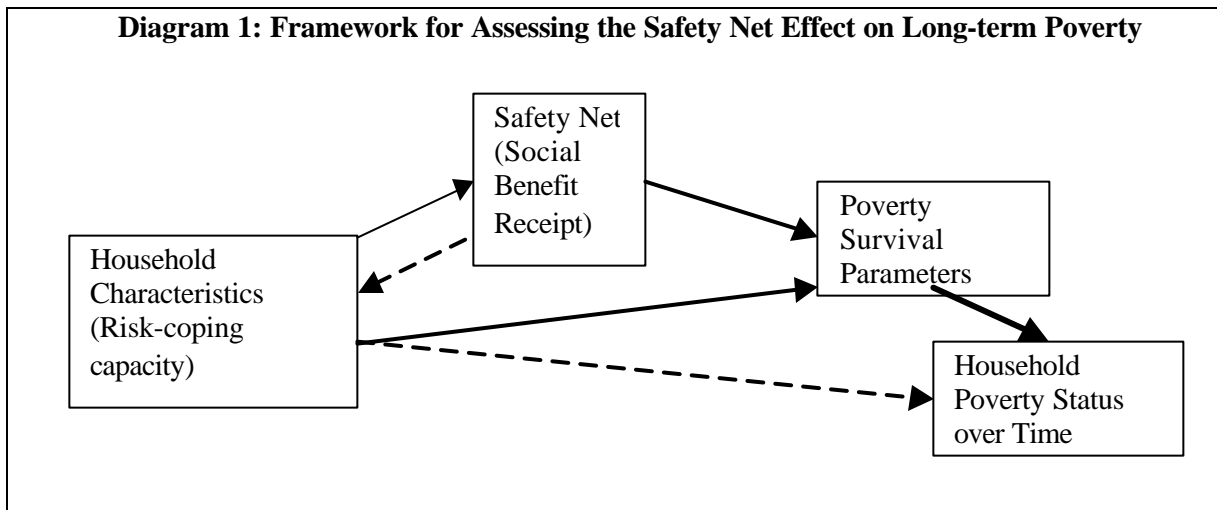 Diagram 1: Framework for Assessing the Safety Net Effect on Long-term Poverty
Safety Net
(Social
Benefit
Receipt)
Poverty
Survival
Parameters
Household
Characteristics
(Risk-coping
capacity)
Household
Poverty Status
over Time